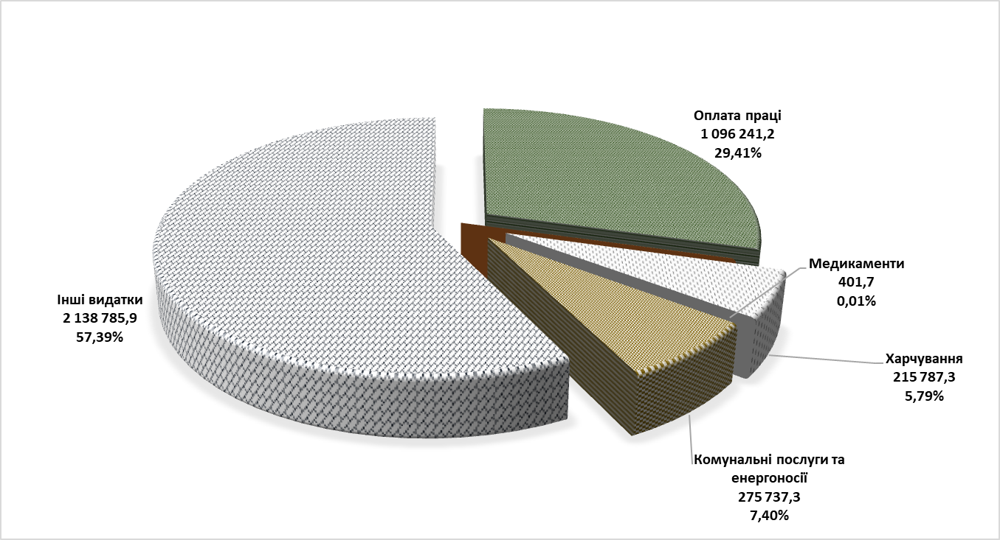 Оплата праці
1 096 241,2
29,41%
Медикаменти
401,7
0,01%
Інші видатки
2 138 785,9
57,39%
Харчування
215 787,3
5,79%
Комунальні послуги та
енергоносії
275 737,3
7,40%